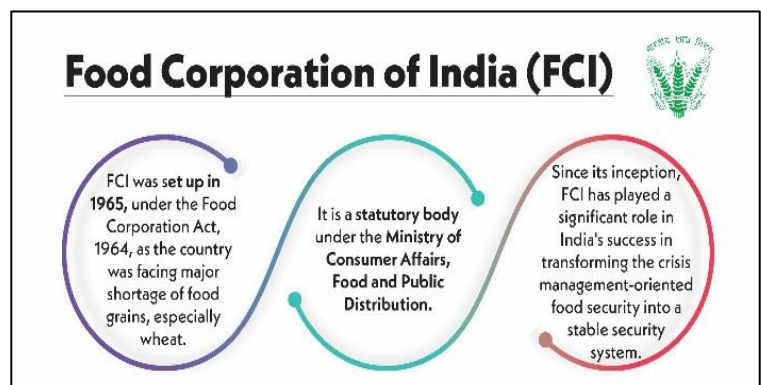 Food Corporation of India (FCI)
भारतीय खाद्य निगम
FCI was set up in
1965, under the Food
Corporation Act,
1964, as the country
was facing major
shortage of food
grains, especially
wheat.
It is a statutory body
under the Ministry of
Consumer Affairs,
Food and Public
Distribution.
Since its inception,
FCI has played a
significant role in
India's success in
transforming the crisis
management-oriented
food security into a
stable security
system.